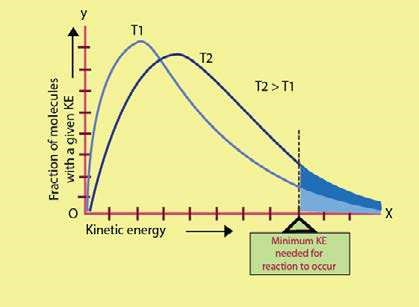 y
Fraction of molecules
with a given KE
T1
T2
T2 > T1
O
X
Kinetic energy
Minimum KE
needed for
reaction to occur